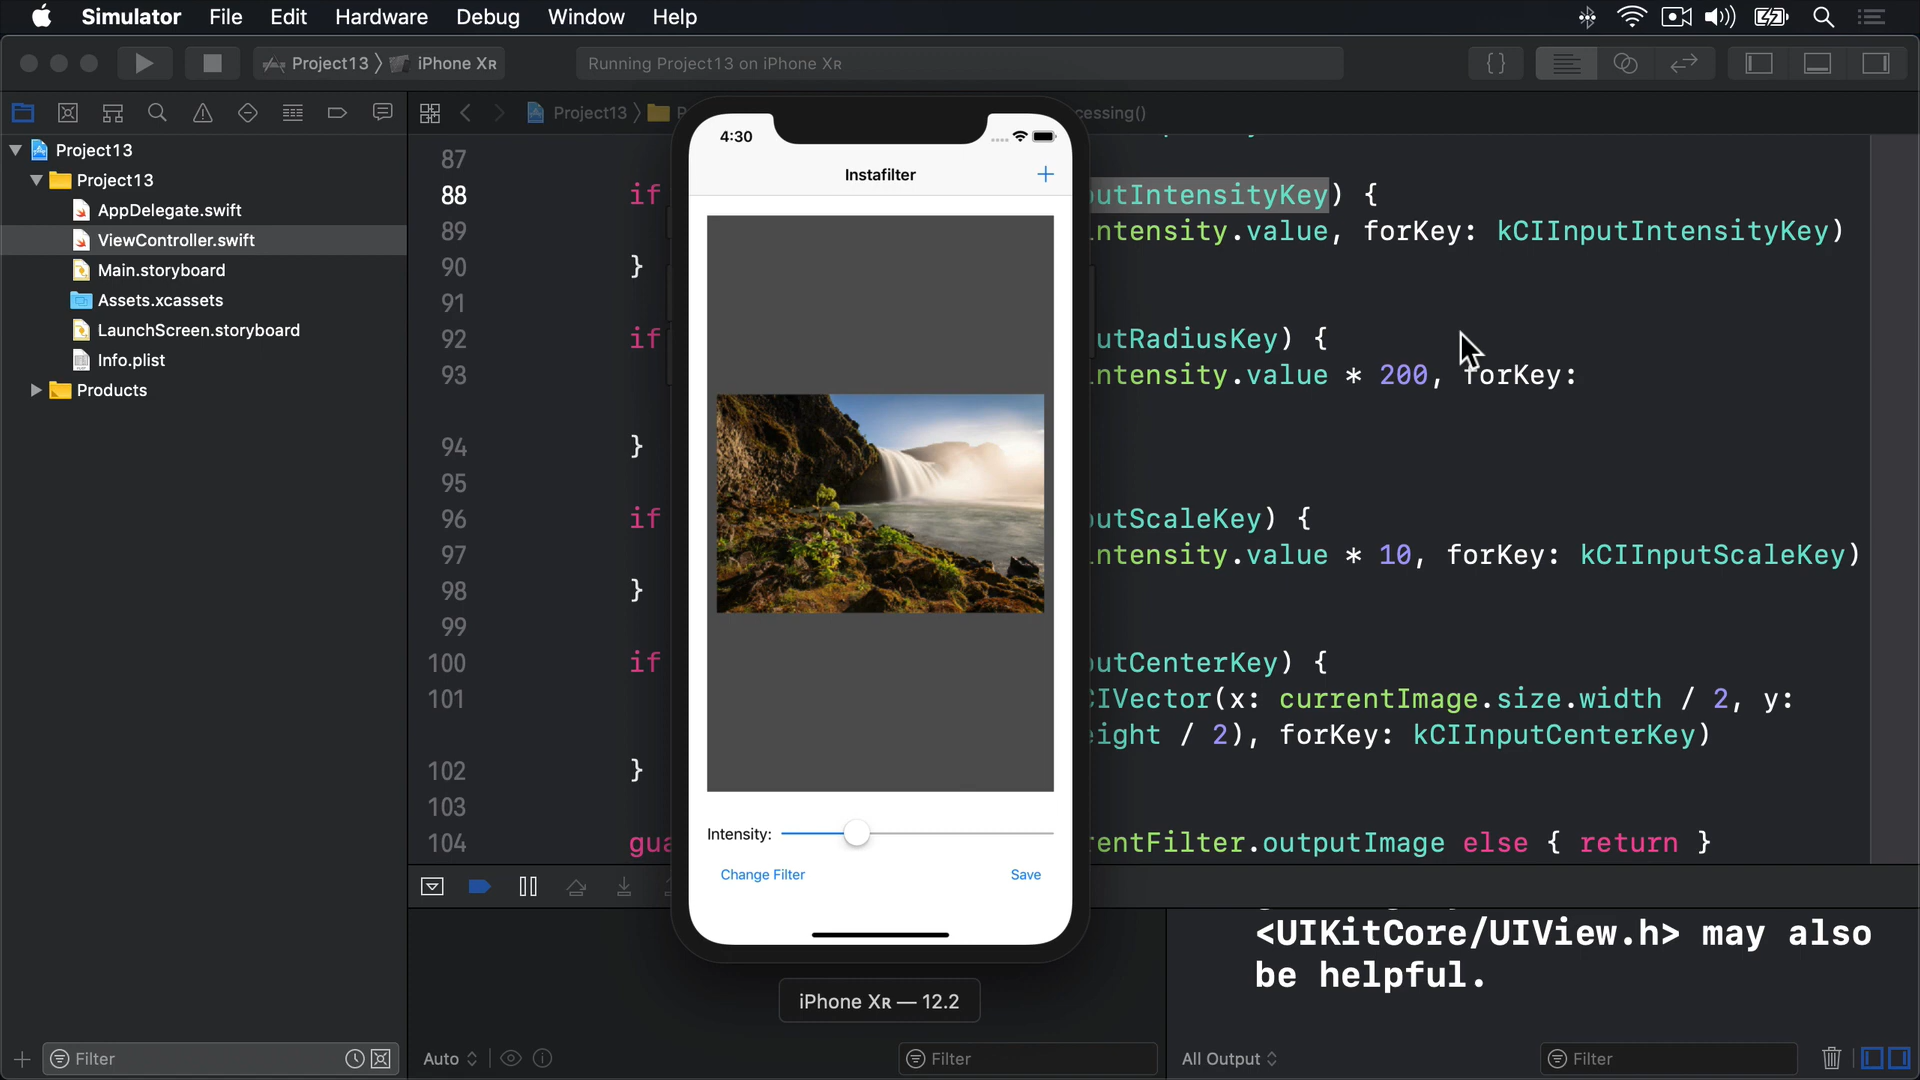 Simulator File Edit Hardware Debug Window Help
Project13 iPhone XR
Running Project13 on iPhone XR
{ }
Project13
cessing()
Project13
Project13
AppDelegate.swift
ViewController.swift
Main.storyboard
Assets.xcassets
LaunchScreen.storyboard
Info.plist
Products
87
88 if utIntensityKey) {
89 ntensity.value, forKey: kCIInputIntensityKey)
90 }
91
92 if utRadiusKey) {
93 ntensity.value * 200, forKey:
94 }
95
96 if utScaleKey) {
97 ntensity.value * 10, forKey: kCIInputScaleKey)
98 }
99
100 if utCenterKey) {
101 CIVector(x: currentImage.size.width / 2, y:
eight / 2), forKey: kCIInputCenterKey)
102 }
103
104 gua rentFilter.outputImage else { return }
4:30
Instafilter +
Intensity:
Change Filter Save
iPhone XR — 12.2
<UIKitCore/UIView.h> may also
be helpful.
Filter
Auto
Filter
All Output
Filter